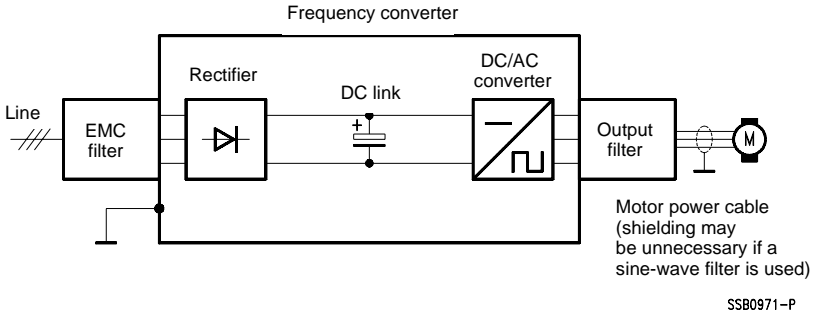 Frequency converter
Rectifier
DC link
DC/AC
converter
Line
EMC
filter
+
Output
filter
M
Motor power cable
(shielding may
be unnecessary if a
sine-wave filter is used)
SSB0971-P